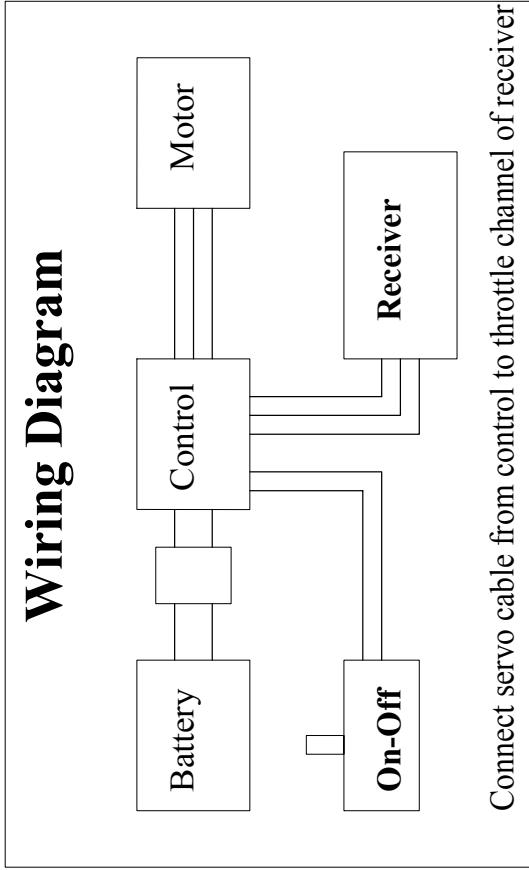 Wiring Diagram
Battery
Control
Motor
On-Off
Receiver
Connect servo cable from control to throttle channel of receiver